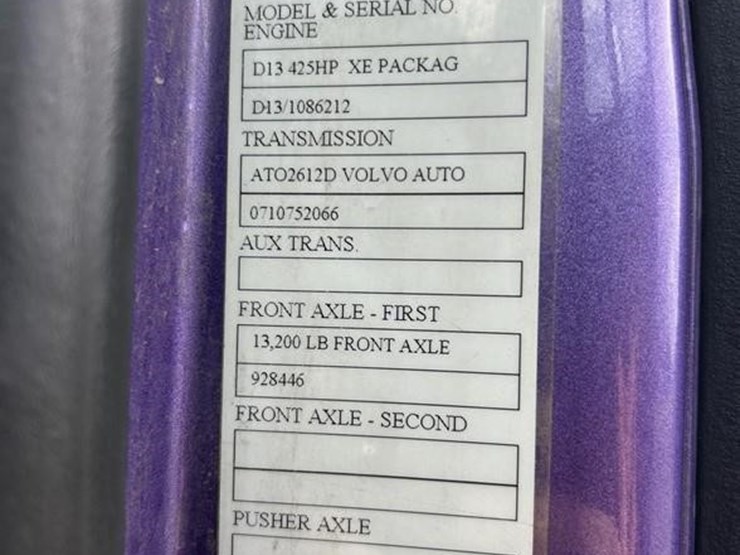 MODEL & SERIAL NO.
ENGINE
D13 425HP XE PACKAG
D13/1086212
TRANSMISSION
ATO2612D VOLVO AUTO
0710752066
AUX TRANS.
FRONT AXLE - FIRST
13,200 LB FRONT AXLE
928446
FRONT AXLE - SECOND
PUSHER AXLE